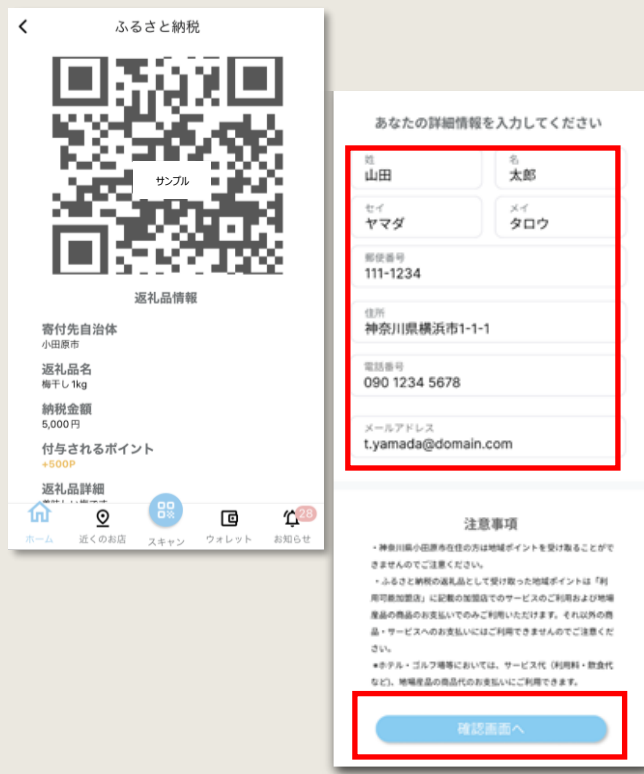 ふるさと納税
サンプル
返礼品情報
寄付先自治体
小田原市
返礼品名
梅干し 1kg
納税金額
5,000 円
付与されるポイント
+500P
返礼品詳細
ホーム
近くのお店
スキャン
ウォレット
28
お知らせ
あなたの詳細情報を入力してください
姓
山田
名
太郎
セイ
ヤマダ
メイ
タロウ
郵便番号
111-1234
住所
神奈川県横浜市1-1-1
電話番号
090 1234 5678
メールアドレス
t.yamada@domain.com
注意事項
・神奈川県小田原市在住の方は地域ポイントを受け取ることがで
きませんのでご注意ください。
・ふるさと納税の返礼品として受け取った地域ポイントは「利
用可能加盟店」に記載の加盟店でのサービスのご利用および地場
産品の商品のお支払いでのみご利用いただけます。それ以外の商
品・サービスへのお支払いにはご利用できませんのでご注意くだ
さい。
*ホテル・ゴルフ場等においては、サービス代（利用料・飲食代
など)、地場産品の商品代のお支払いにご利用できます。
確認画面へ